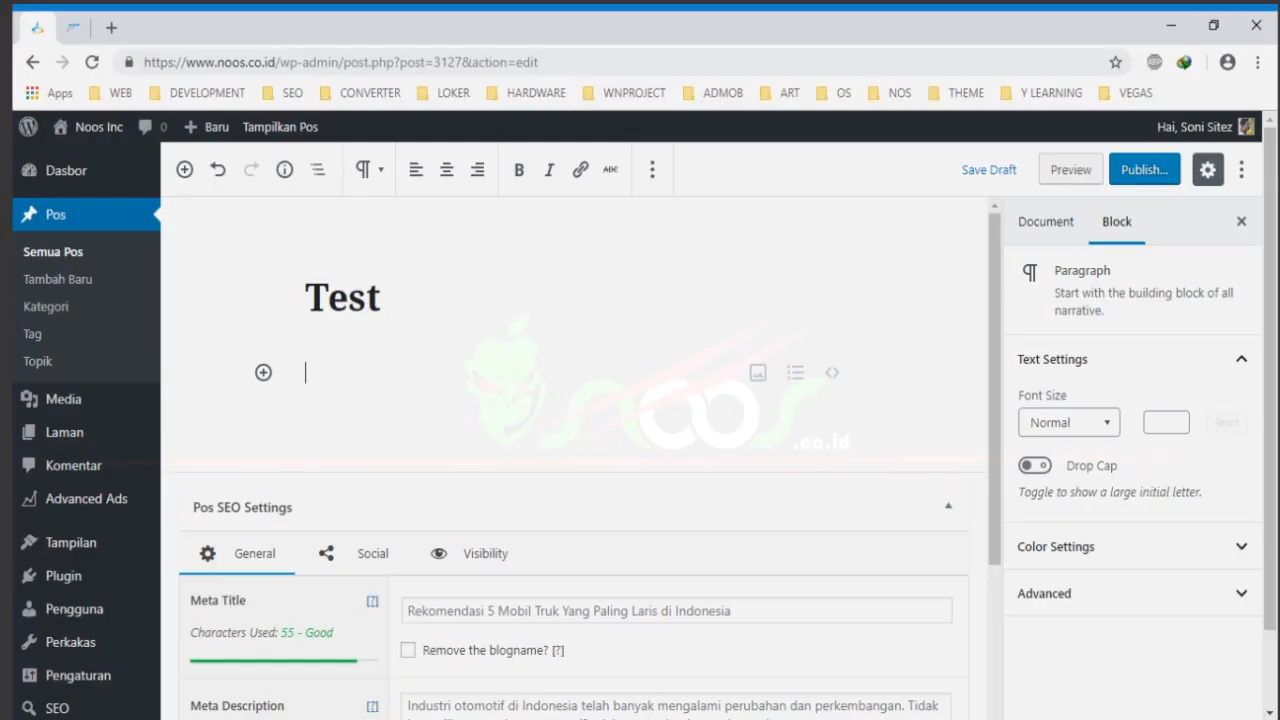 https://www.noos.co.id/wp-admin/post.php?post=3127&action=edit
Apps WEB DEVELOPMENT SEO CONVERTER LOKER HARDWARE WNPROJECT ADMOB ART OS NOS THEME Y LEARNING VEGAS
Noos Inc 0 Baru Tampilkan Pos Hai, Soni Sitez
Dasbor
Pos
Semua Pos
Tambah Baru
Kategori
Tag
Topik
Media
Laman
Komentar
Advanced Ads
Tampilan
Plugin
Pengguna
Perkakas
Pengaturan
SEO
B I ABC
Save Draft Preview Publish...
Test
noos
.co.id
Pos SEO Settings
General Social Visibility
Meta Title [?]
Characters Used: 55 - Good
Rekomendasi 5 Mobil Truk Yang Paling Laris di Indonesia
Remove the blogname? [?]
Meta Description [?]
Industri otomotif di Indonesia telah banyak mengalami perubahan dan perkembangan. Tidak
Document Block
Paragraph
Start with the building block of all
narrative.
Text Settings
Font Size
Normal Reset
Drop Cap
Toggle to show a large initial letter.
Color Settings
Advanced